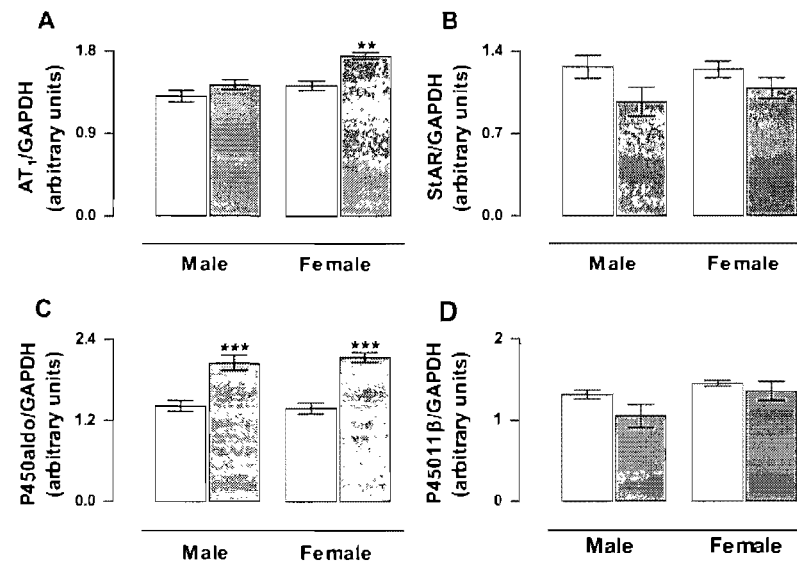 A
AT₁/GAPDH
(arbitrary units)
1.8
0.9
0.0
**
Male Female
B
StAR/GAPDH
(arbitrary units)
1.4
0.7
0.0
Male Female
C
P450aldo/GAPDH
(arbitrary units)
2.4
1.2
0.0
***
***
Male Female
D
P45011β/GAPDH
(arbitrary units)
2
1
0
Male Female